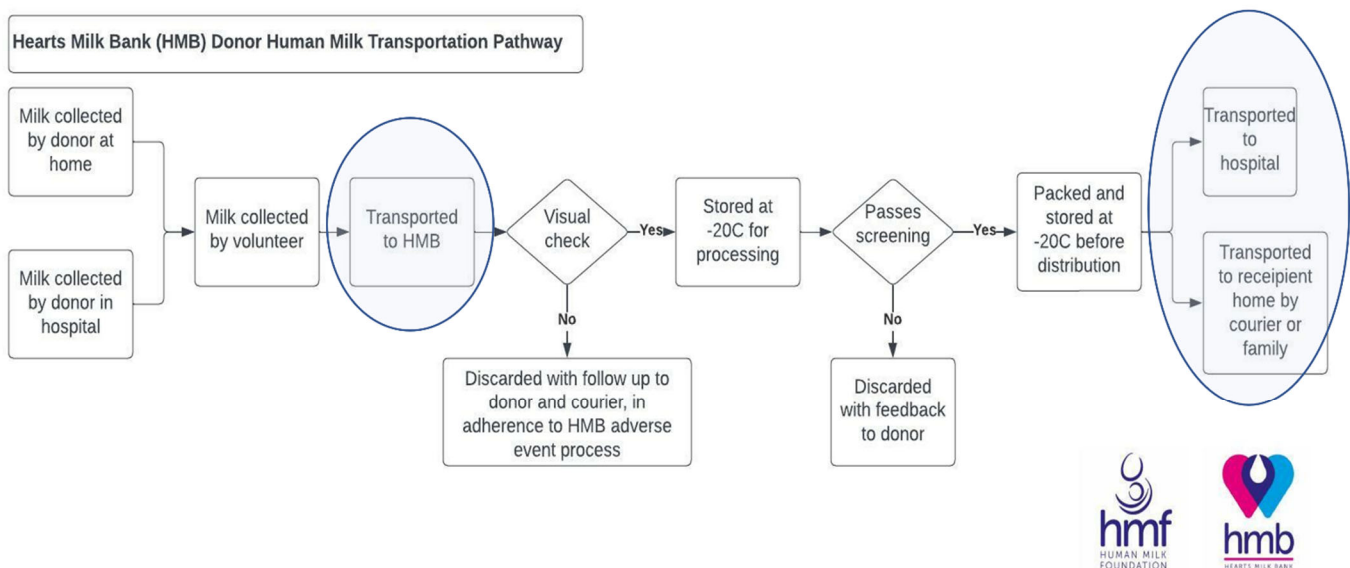 Hearts Milk Bank (HMB) Donor Human Milk Transportation Pathway
Milk collected
by donor at
home
Milk collected
by donor in
hospital
Milk collected
by volunteer
Transported
to HMB
Visual
check
Yes
No
Discarded with follow up to
donor and courier, in
adherence to HMB adverse
event process
Stored at
-20C for
processing
Passes
screening
Yes
No
Discarded
with feedback
to donor
Packed and
stored at
-20C before
distribution
Transported
to
hospital
Transported
to receipient
home by
courier or
family
hmf
HUMAN MILK
FOUNDATION
hmb
HEARTS MILK BANK